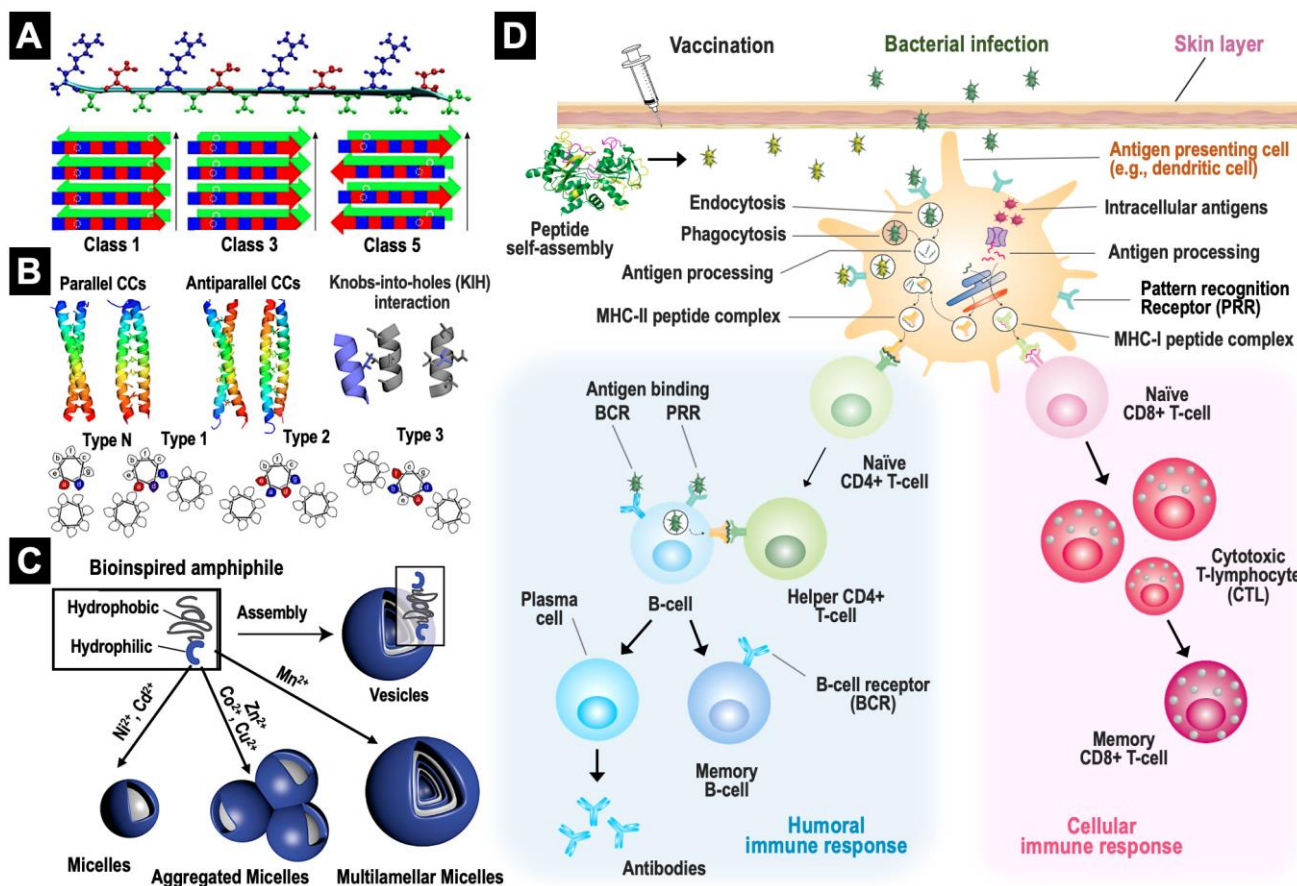 A
Class 1
Class 3
Class 5
B
Parallel CCs
Antiparallel CCs
Knobs-into-holes (KIH)
interaction
Type N
Type 1
Type 2
Type 3
C
Bioinspired amphiphile
Hydrophobic
Hydrophilic
Assembly
Vesicles
Mn²⁺
Ni²⁺, Cd²⁺
Zn²⁺
Co²⁺, Cu²⁺
Micelles
Aggregated Micelles
Multilamellar Micelles
D
Vaccination
Bacterial infection
Skin layer
Peptide
self-assembly
Antigen presenting cell
(e.g., dendritic cell)
Endocytosis
Phagocytosis
Antigen processing
MHC-II peptide complex
Intracellular antigens
Antigen processing
Pattern recognition
Receptor (PRR)
MHC-I peptide complex
Antigen binding
BCR
PRR
Naïve
CD4+ T-cell
Naïve
CD8+ T-cell
B-cell
Helper CD4+
T-cell
Plasma
cell
B-cell receptor
(BCR)
Memory
B-cell
Antibodies
Humoral
immune response
Cytotoxic
T-lymphocyte
(CTL)
Memory
CD8+ T-cell
Cellular
immune response